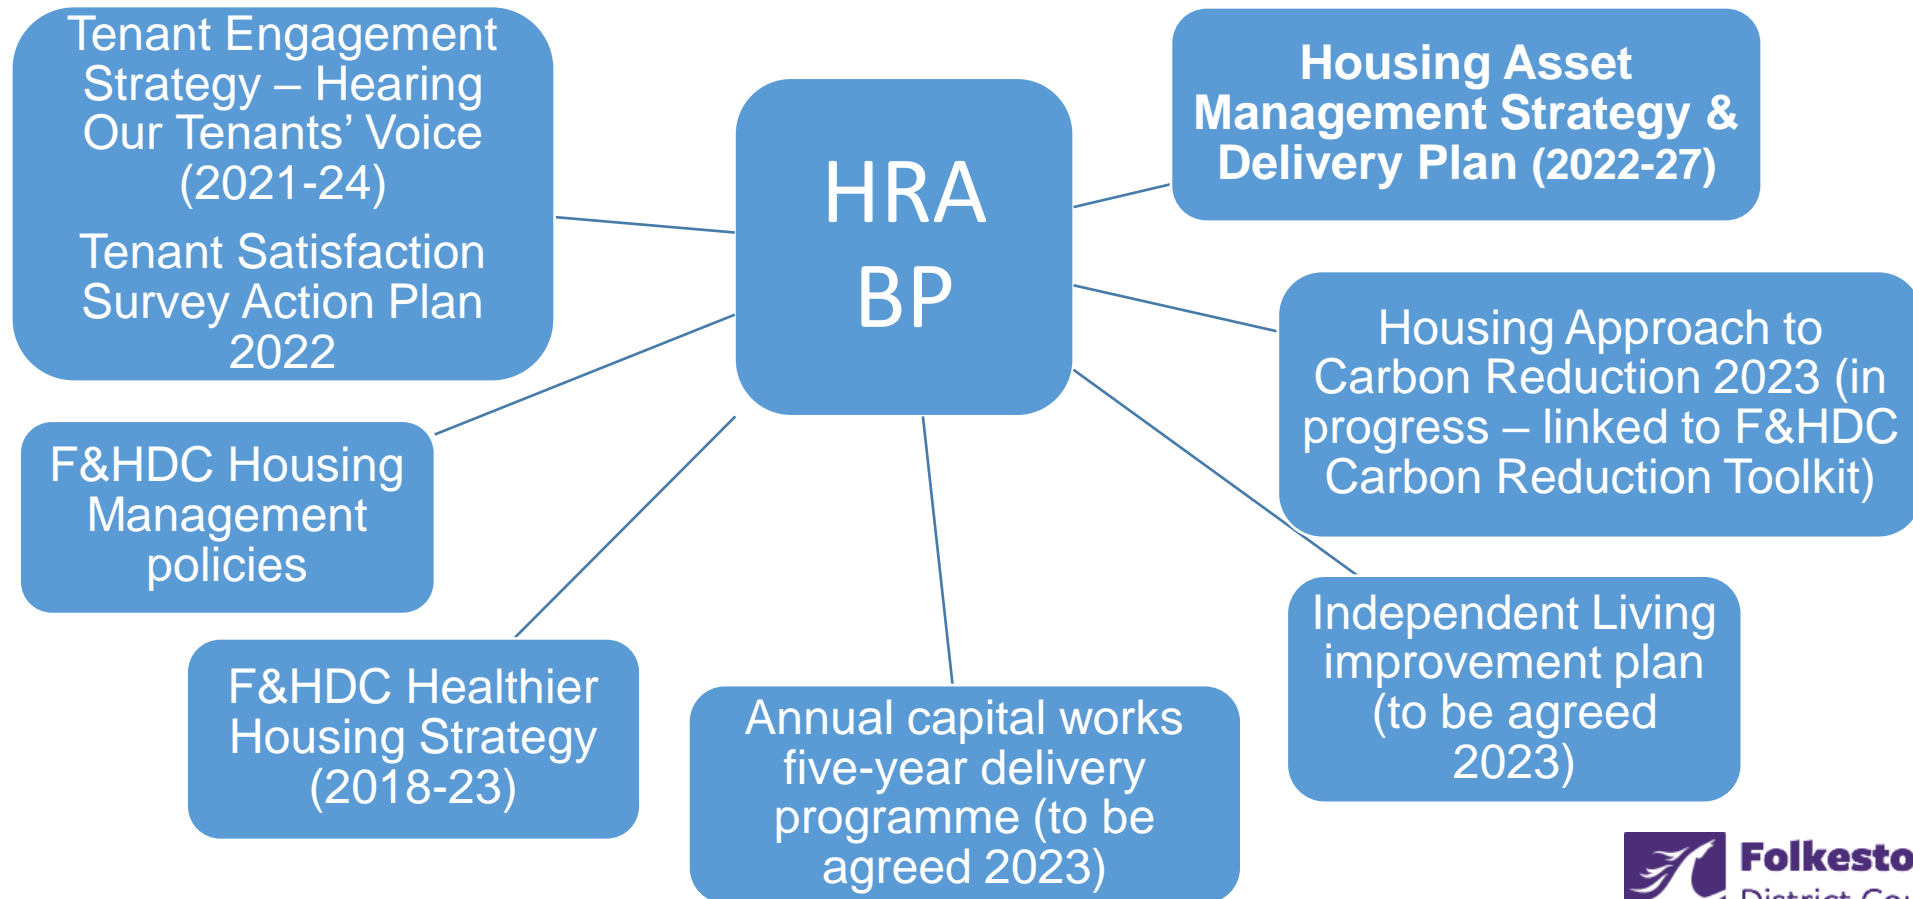 Tenant Engagement
Strategy – Hearing
Our Tenants’ Voice
(2021-24)
Tenant Satisfaction
Survey Action Plan
2022
HRA
BP
Housing Asset
Management Strategy &
Delivery Plan (2022-27)
Housing Approach to
Carbon Reduction 2023 (in
progress – linked to F&HDC
Carbon Reduction Toolkit)
F&HDC Housing
Management
policies
Independent Living
improvement plan
(to be agreed
2023)
F&HDC Healthier
Housing Strategy
(2018-23)
Annual capital works
five-year delivery
programme (to be
agreed 2023)
Folkesto
District Cou